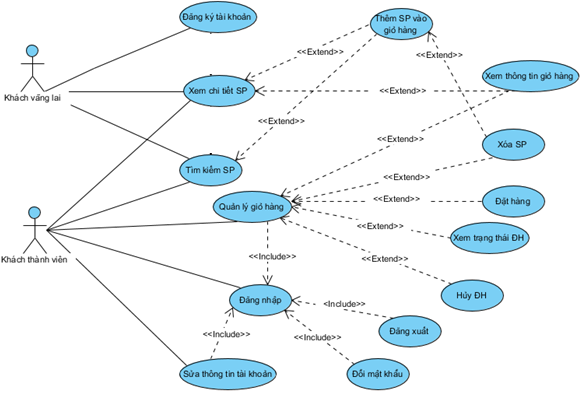 Đăng ký tài khoản
Thêm SP vào
giỏ hàng
<<Extend>>
Khách vãng lai
Xem chi tiết SP
<<Extend>>
Xem thông tin giỏ hàng
<<Extend>>
<<Extend>>
Xóa SP
<<Extend>>
Tìm kiếm SP
<<Extend>>
Quản lý giỏ hàng
<<Extend>>
Đặt hàng
<<Extend>>
Xem trạng thái ĐH
Khách thành viên
<<Include>>
<<Extend>>
Hủy ĐH
Đăng nhập
<<Include>>
Đăng xuất
<<Include>>
<<Include>>
Sửa thông tin tài khoản
Đổi mật khẩu